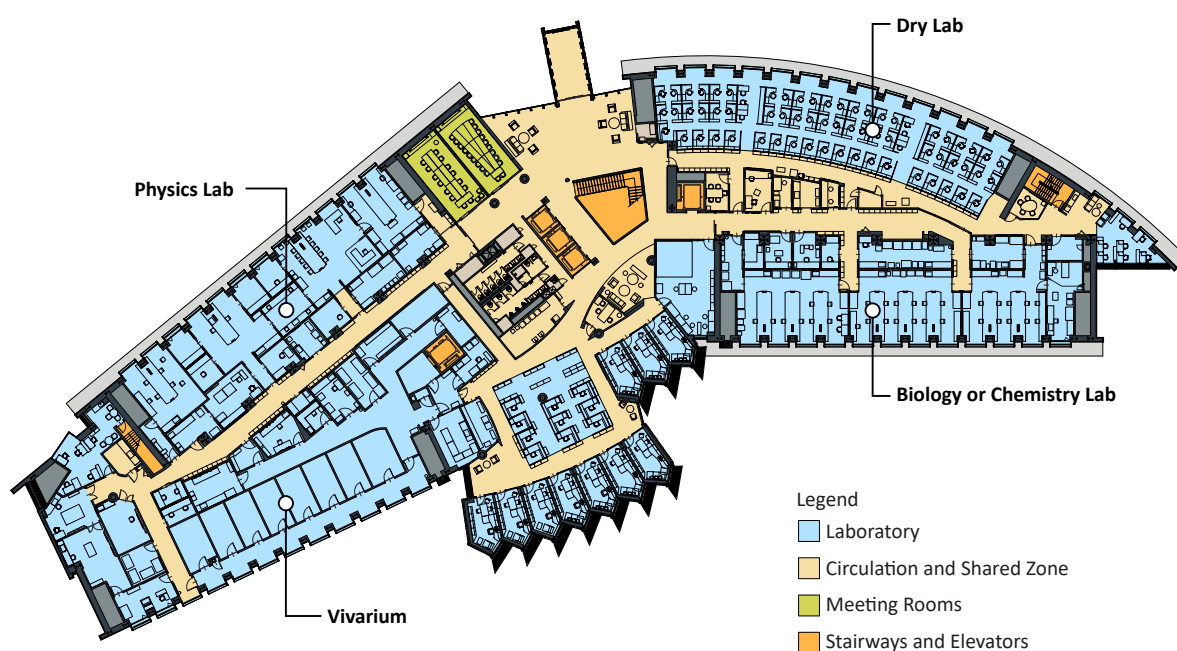 Dry Lab
Physics Lab
Biology or Chemistry Lab
Vivarium
Legend
Laboratory
Circulation and Shared Zone
Meeting Rooms
Stairways and Elevators